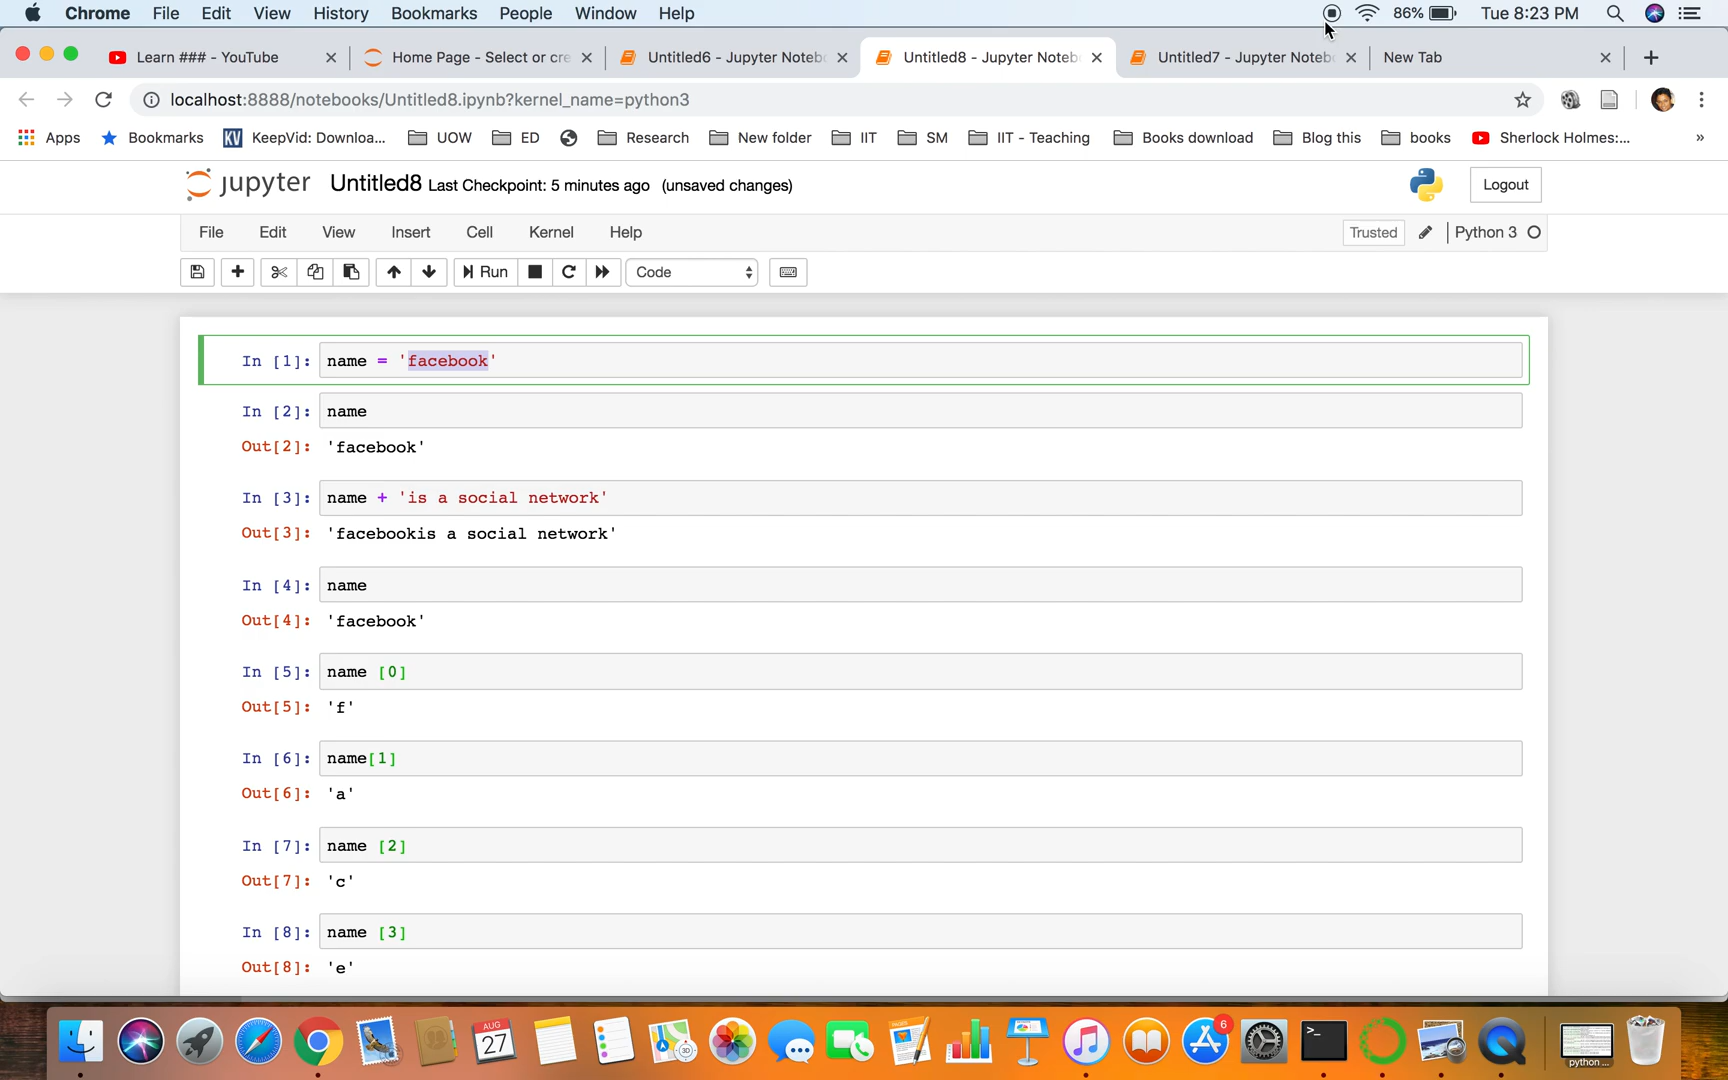 Chrome File Edit View History Bookmarks People Window Help 86% Tue 8:23 PM
Learn ### - YouTube Home Page - Select or cre Untitled6 - Jupyter Noteb Untitled8 - Jupyter Noteb Untitled7 - Jupyter Noteb New Tab
localhost:8888/notebooks/Untitled8.ipynb?kernel_name=python3
Apps Bookmarks KV KeepVid: Downloa... UOW ED Research New folder IIT SM IIT - Teaching Books download Blog this books Sherlock Holmes:... »
jupyter Untitled8 Last Checkpoint: 5 minutes ago (unsaved changes) Logout
File Edit View Insert Cell Kernel Help Trusted Python 3
Run Code
In [1]: name = 'facebook'
In [2]: name
Out[2]: 'facebook'
In [3]: name + 'is a social network'
Out[3]: 'facebookis a social network'
In [4]: name
Out[4]: 'facebook'
In [5]: name [0]
Out[5]: 'f'
In [6]: name[1]
Out[6]: 'a'
In [7]: name [2]
Out[7]: 'c'
In [8]: name [3]
Out[8]: 'e'
AUG
27
3D
6
>_
python ...